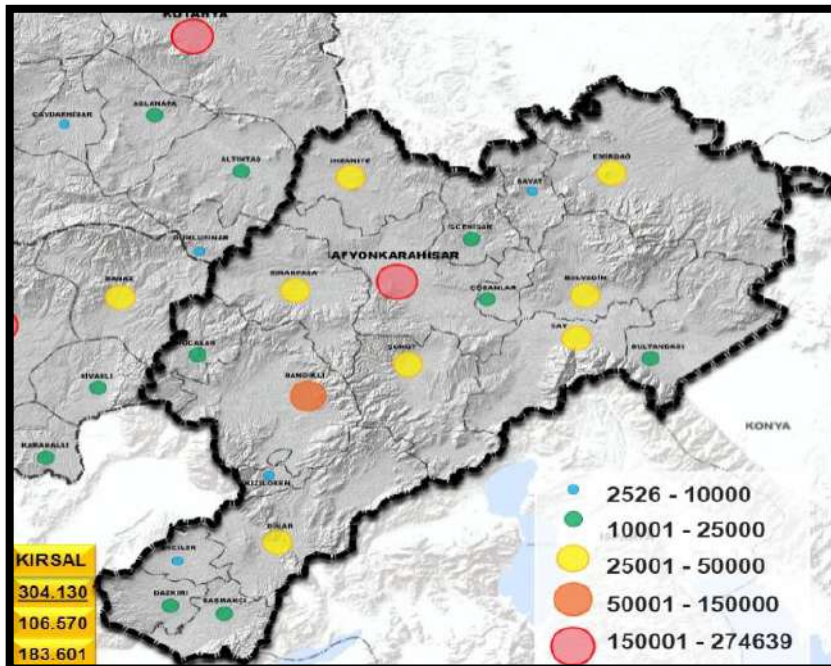 KÜTAHYA
ASLANAPA
ÇAVDARHİSAR
ALTINTAŞ
İHSANİYE
EMİRDAĞ
BAYAT
DUMLUPINAR
İSCEHİSAR
AFYONKARAHİSAR
BANAZ
SİNANPAŞA
ÇOBANLAR
BOLVADİN
ÇAY
HOCALAR
ŞUHUT
SULTANDAĞI
SİVASLI
SANDIKLI
KARAHALLI
KONYA
KIZILÖREN
2526 - 10000
10001 - 25000
DİNAR
KIRSAL
25001 - 50000
304.130
DAZKIRI
BAŞMAKÇI
50001 - 150000
106.570
150001 - 274639
183.601